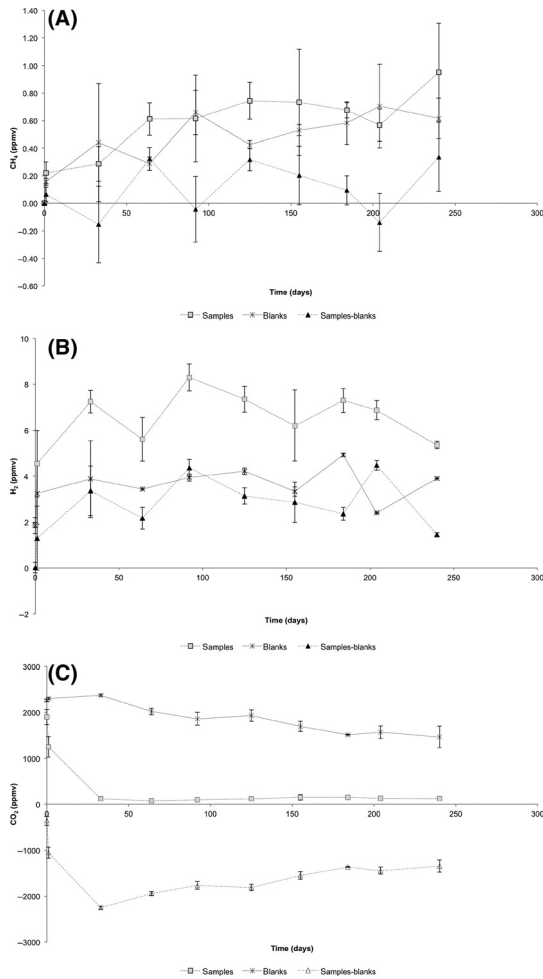 (A)
1.40
1.20
1.00
0.80
0.60
0.40
0.20
0.00
−0.20
−0.40
−0.60
CH4 (ppmv)
0 50 100 150 200 250 300
Time (days)
Samples Blanks Samples-blanks
(B)
10
8
6
4
2
0
−2
H2 (ppmv)
0 50 100 150 200 250 300
Time (days)
Samples Blanks Samples-blanks
(C)
3000
2000
1000
0
−1000
−2000
−3000
CO2 (ppmv)
0 50 100 150 200 250 300
Time (days)
Samples Blanks Samples-blanks